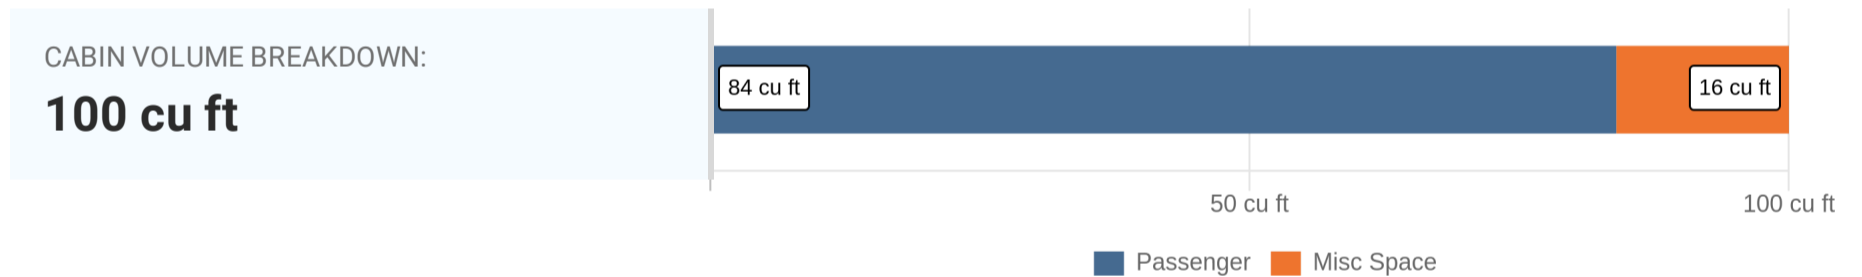 CABIN VOLUME BREAKDOWN:
100 cu ft
84 cu ft
16 cu ft
50 cu ft
100 cu ft
Passenger
Misc Space